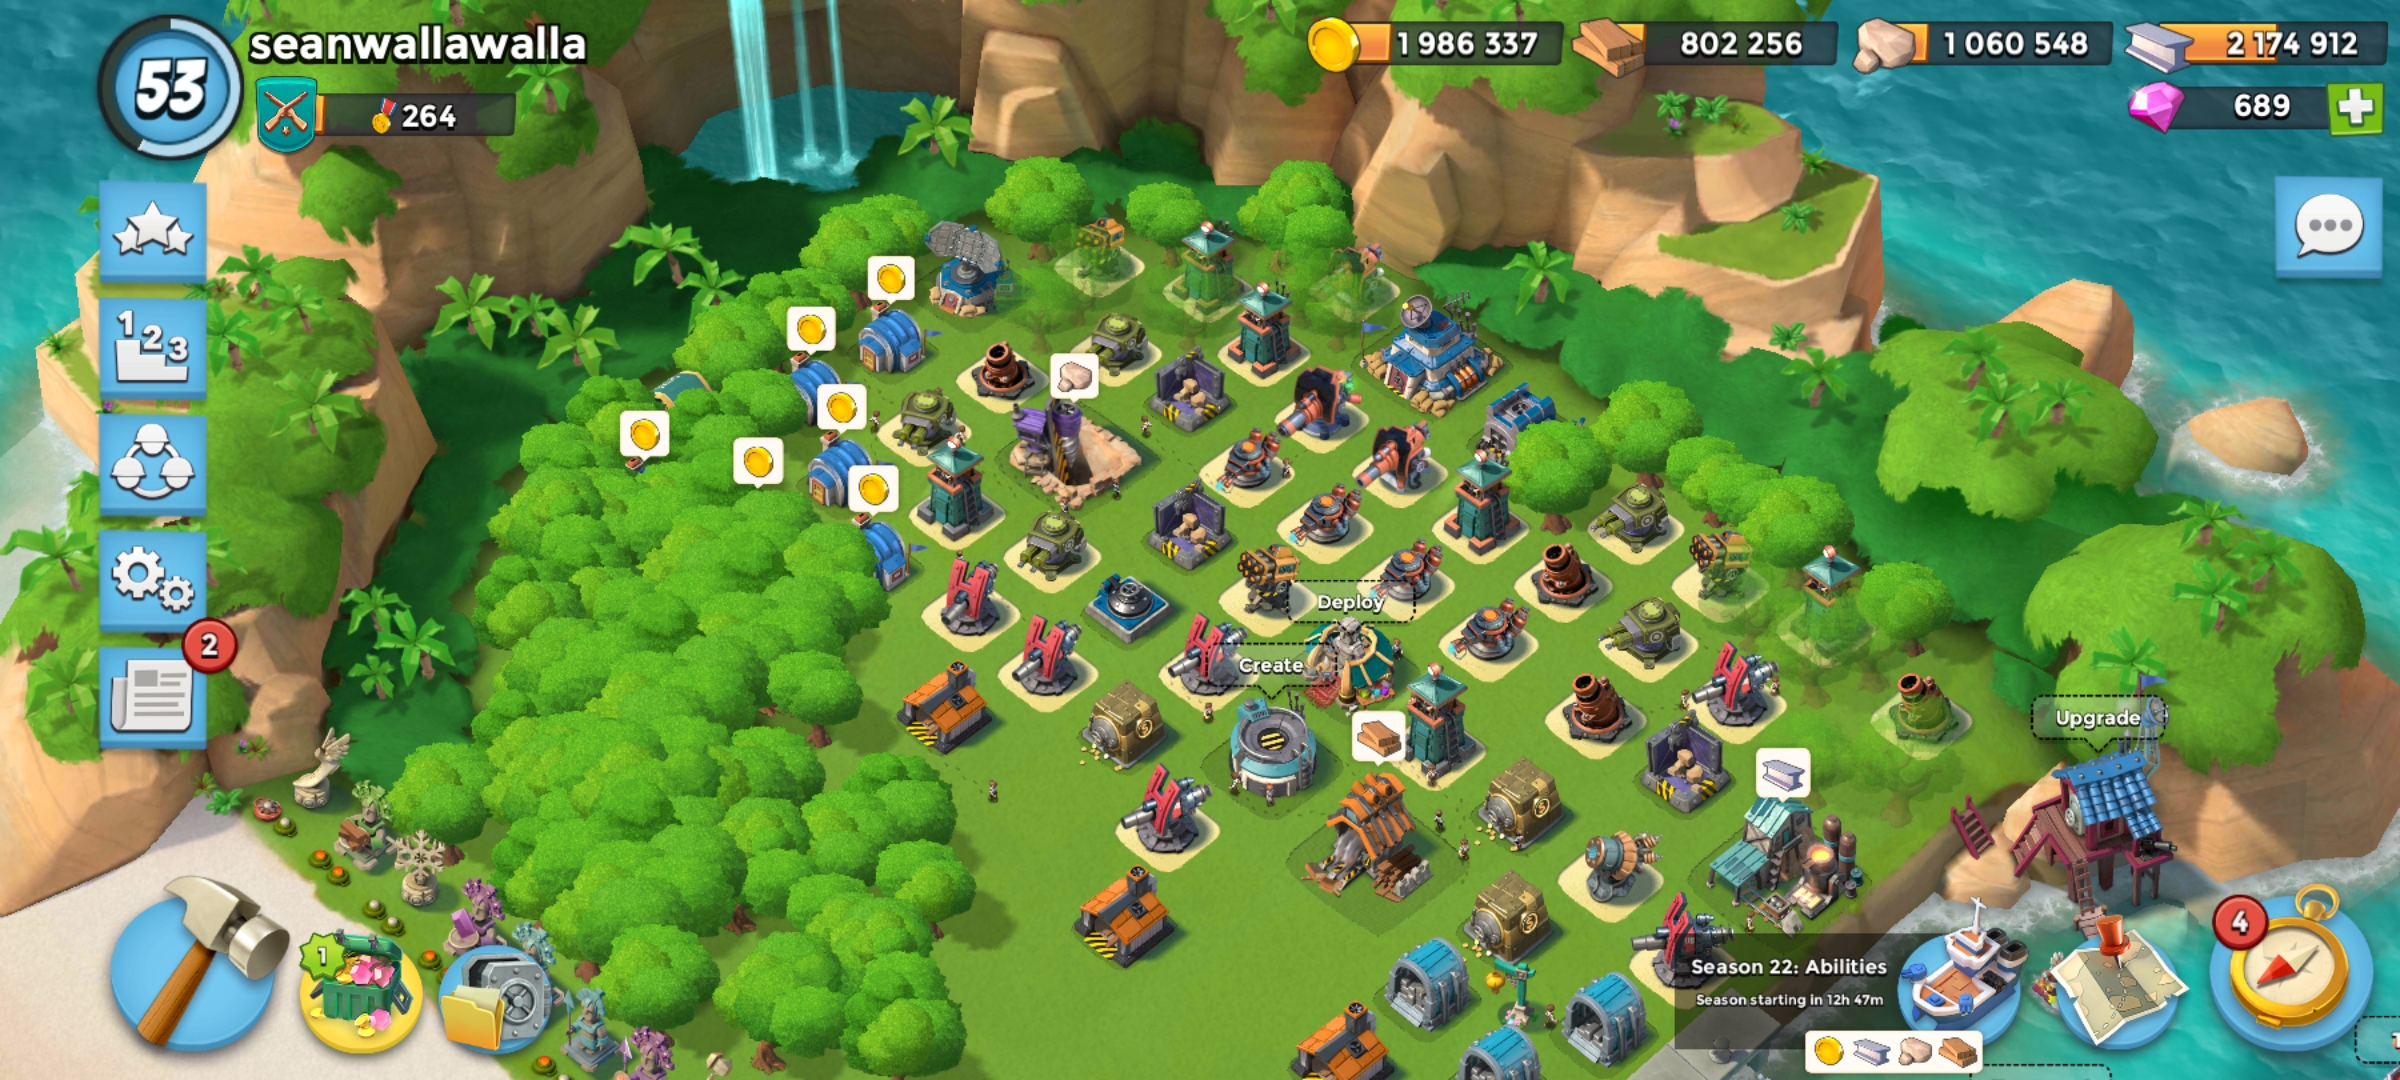 53
seanwallawalla
264
1 986 337
802 256
1 060 548
2 174 912
689
123
2
Deploy
Create
Upgrade
1
4
Season 22: Abilities
Season starting in 12h 47m